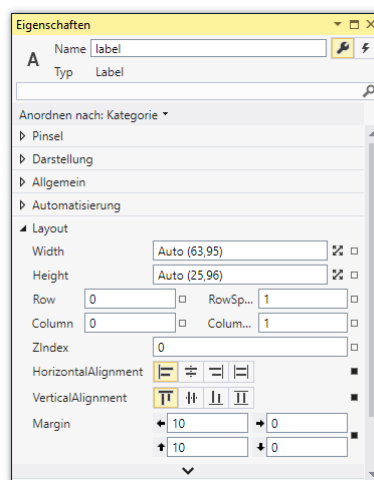 Eigenschaften
Name label
Typ Label
Anordnen nach: Kategorie
Pinsel
Darstellung
Allgemein
Automatisierung
Layout
Width Auto (63,95)
Height Auto (25,96)
Row 0 RowSp... 1
Column 0 Colum... 1
ZIndex 0
HorizontalAlignment
VerticalAlignment
Margin 10 0
10 0